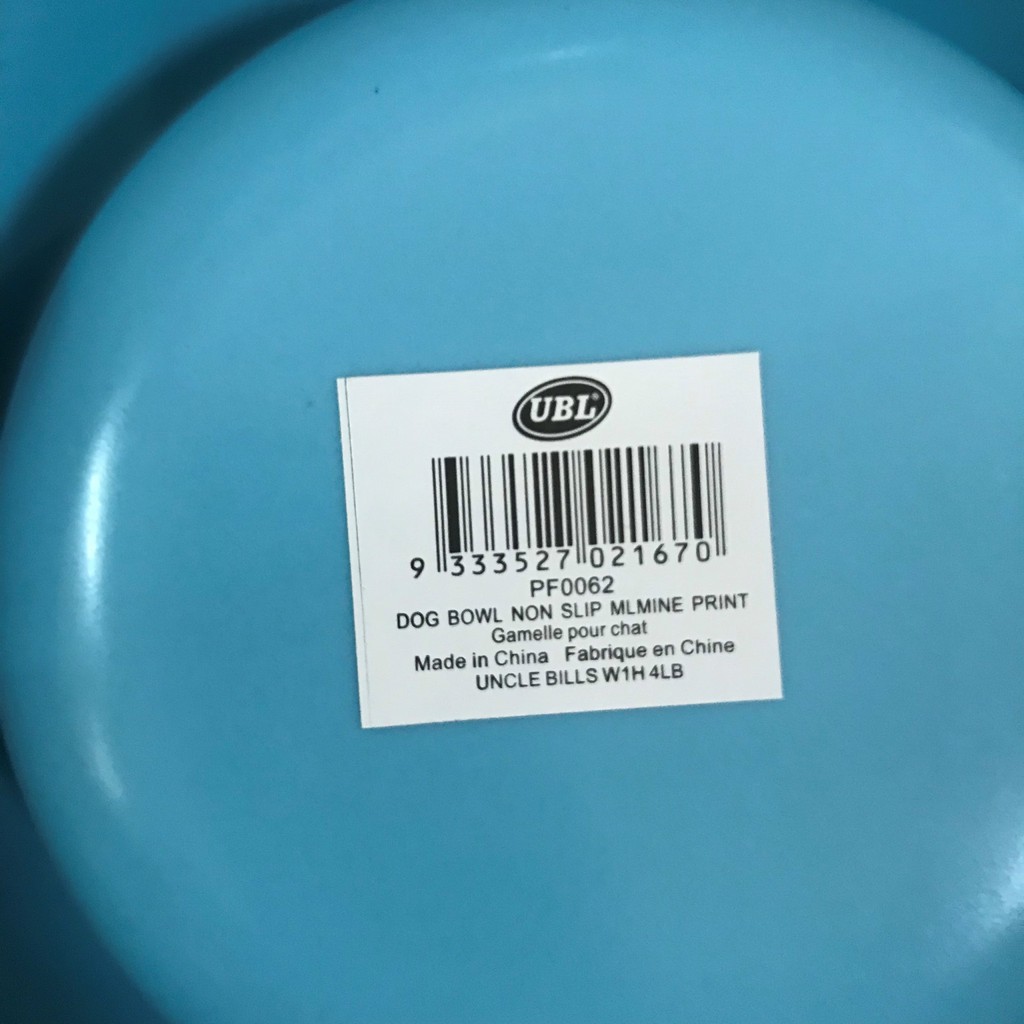 UBL
9 333527 021670
PF0062
DOG BOWL NON SLIP MLMINE PRINT
Gamelle pour chat
Made in China Fabrique en Chine
UNCLE BILLS W1H 4LB